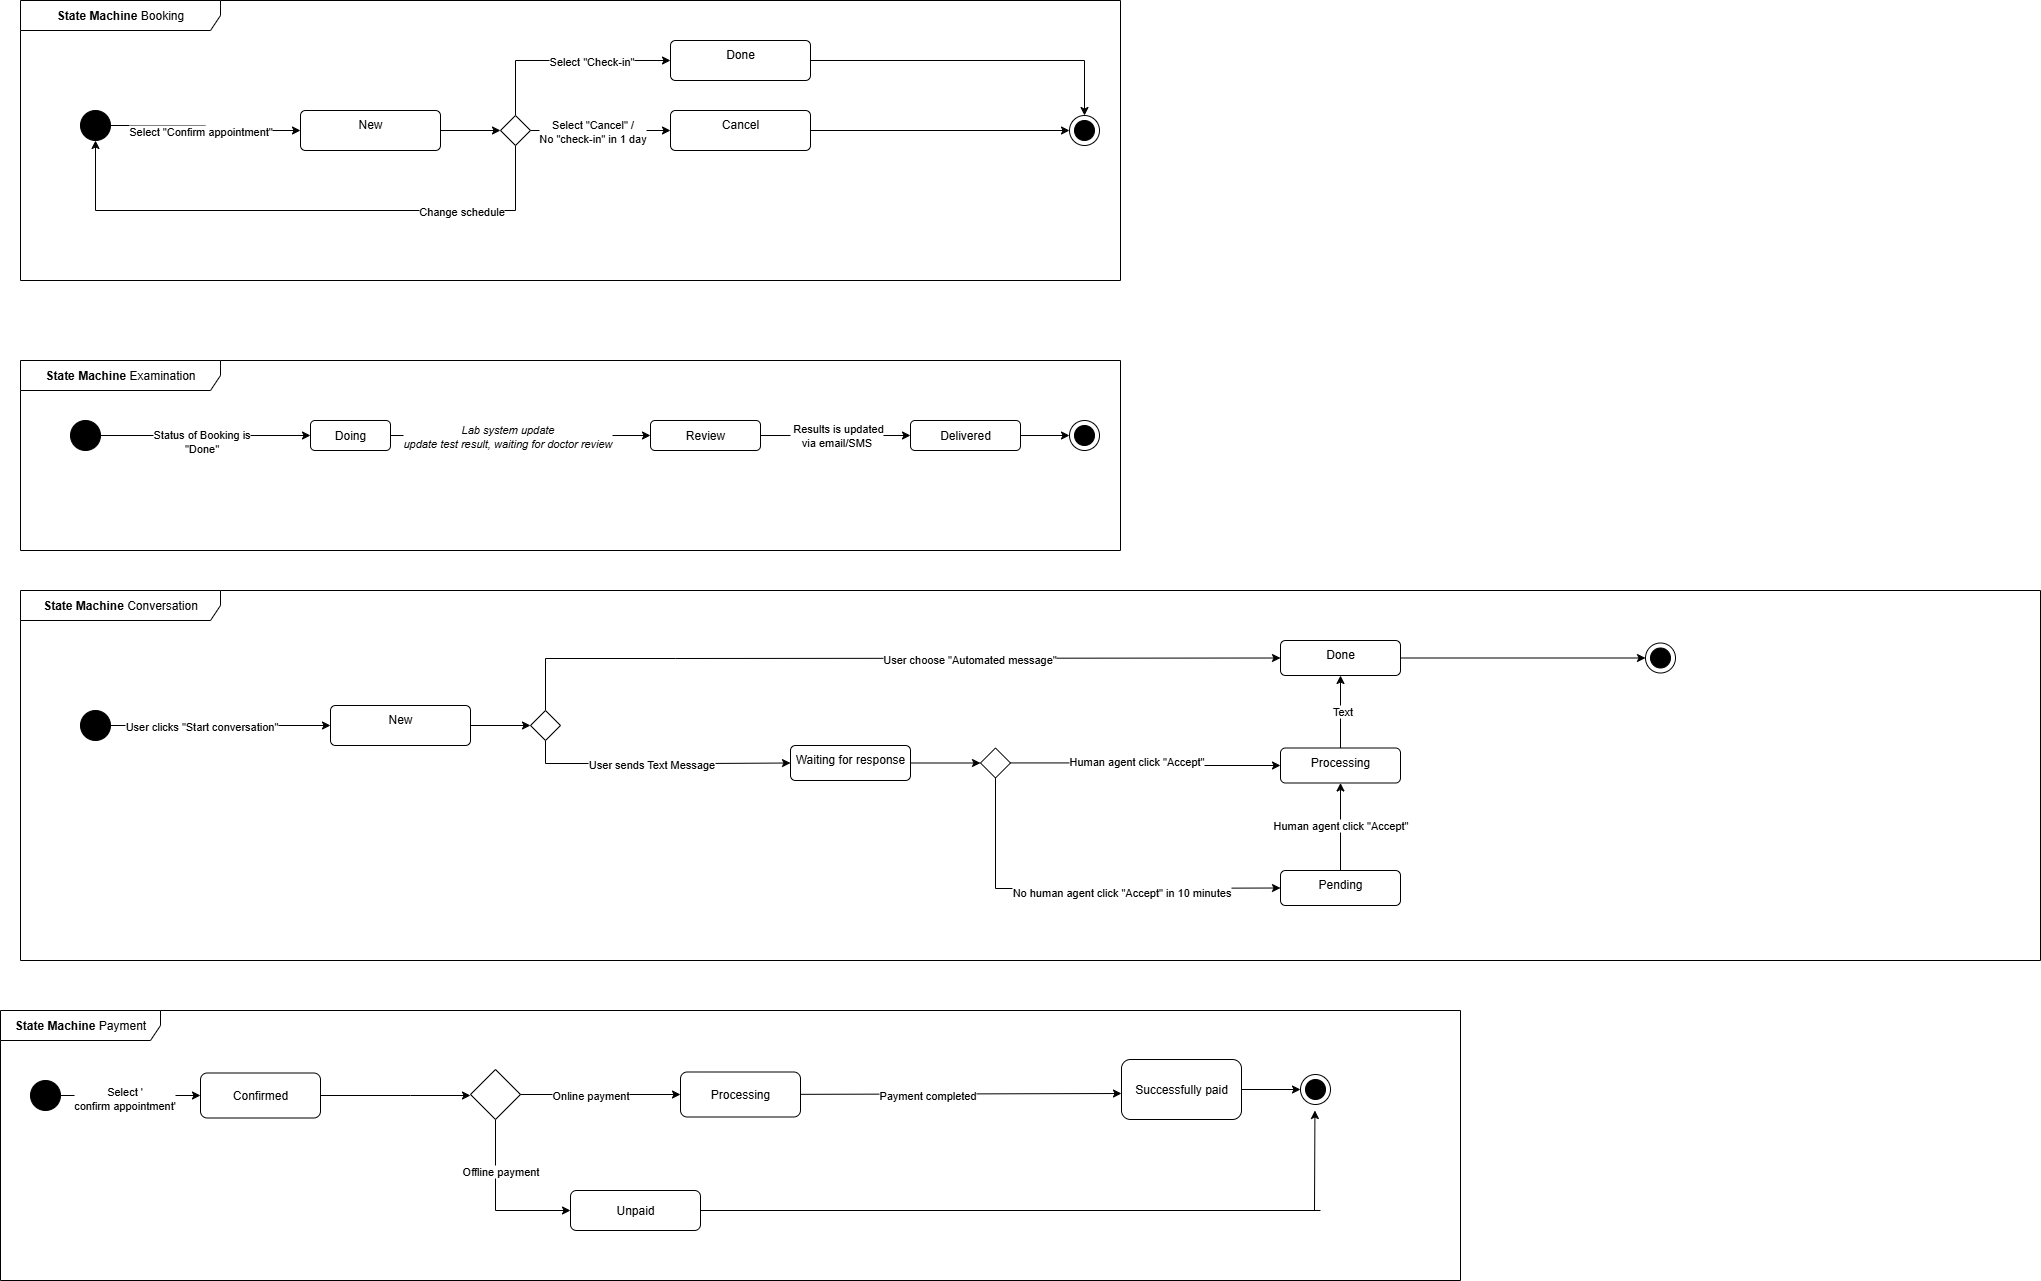 State Machine Booking
Select "Check-in"
Done
Select "Confirm appointment"
New
Select "Cancel" /
No "check-in" in 1 day
Cancel
Change schedule
State Machine Examination
Status of Booking is
"Done"
Doing
Lab system update
update test result, waiting for doctor review
Review
Results is updated
via email/SMS
Delivered
State Machine Conversation
User choose "Automated message"
Done
User clicks "Start conversation"
New
Text
User sends Text Message
Waiting for response
Human agent click "Accept"
Processing
Human agent click "Accept"
No human agent click "Accept" in 10 minutes
Pending
State Machine Payment
Select '
confirm appointment'
Confirmed
Online payment
Processing
Payment completed
Successfully paid
Offline payment
Unpaid